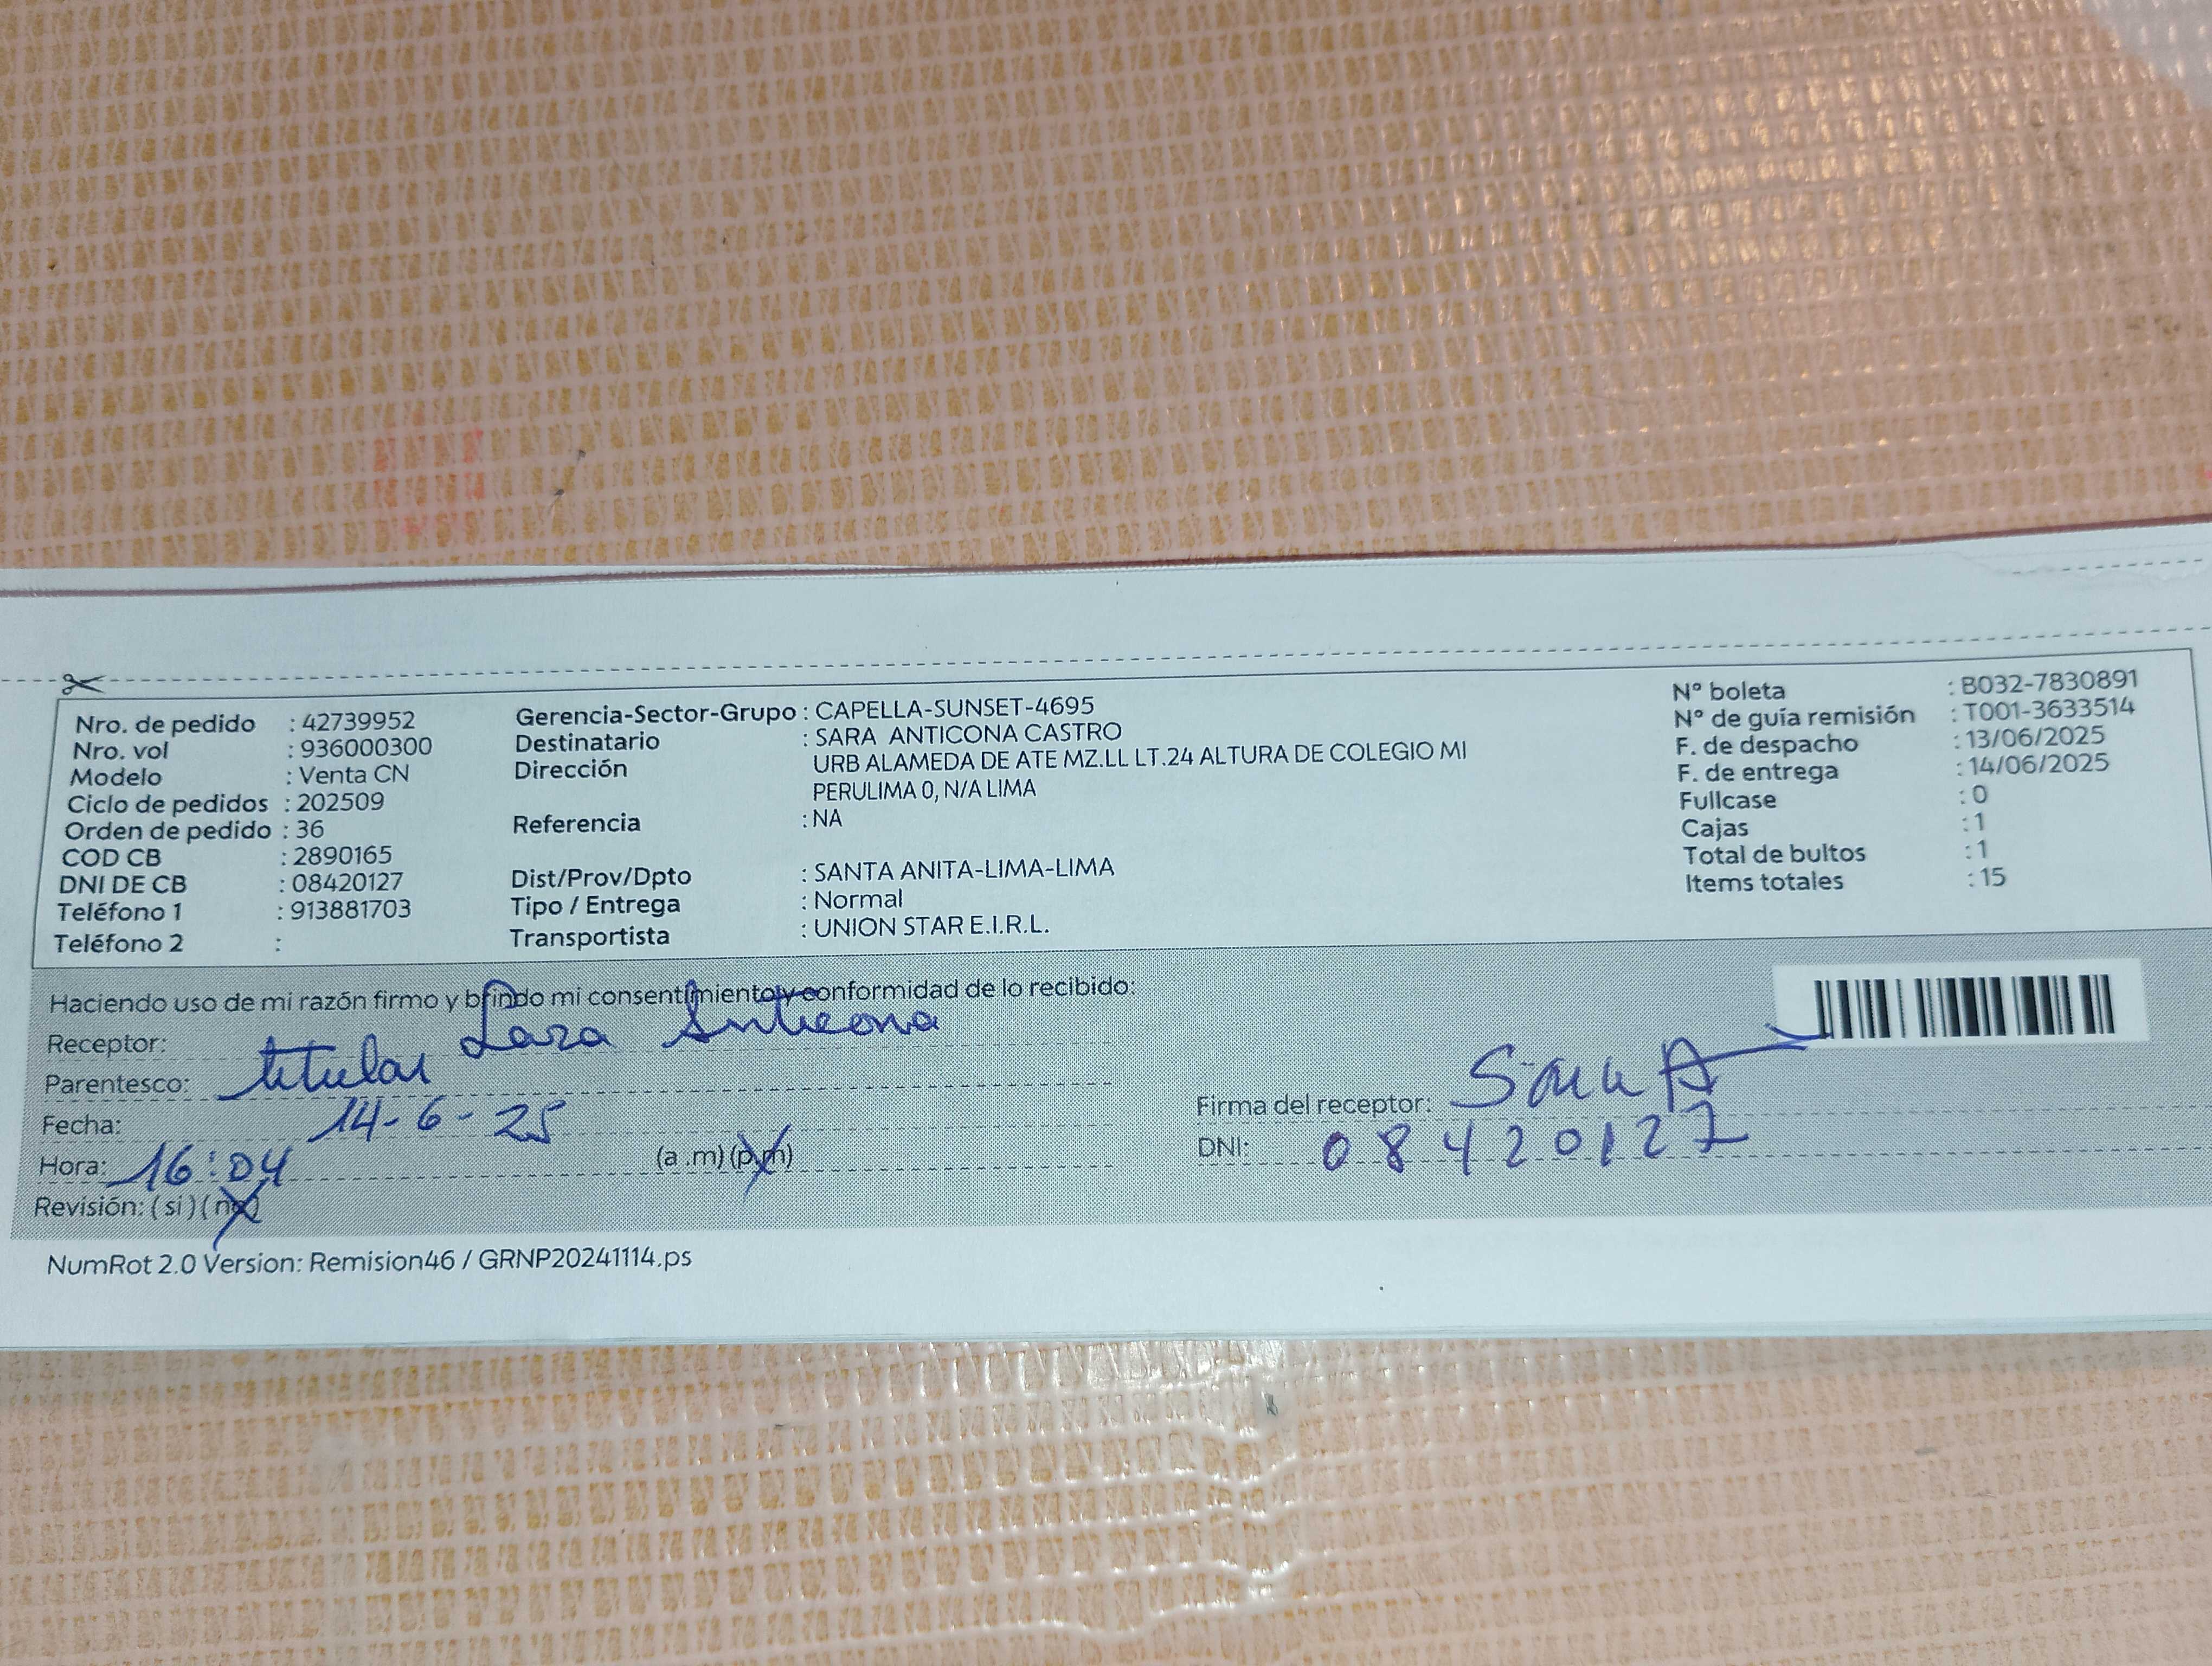 Nro. de pedido : 42739952
Nro. vol : 936000300
Modelo : Venta CN
Ciclo de pedidos : 202509
Orden de pedido : 36
COD CB : 2890165
DNI DE CB : 08420127
Teléfono 1 : 913881703
Teléfono 2 :
Gerencia-Sector-Grupo : CAPELLA-SUNSET-4695
Destinatario : SARA ANTICONA CASTRO
Dirección URB ALAMEDA DE ATE MZ.LL LT.24 ALTURA DE COLEGIO MI
PERULIMA 0, N/A LIMA
Referencia : NA
Dist/Prov/Dpto : SANTA ANITA-LIMA-LIMA
Tipo / Entrega : Normal
Transportista : UNION STAR E.I.R.L.
N° boleta : B032-7830891
N° de guía remisión : T001-3633514
F. de despacho : 13/06/2025
F. de entrega : 14/06/2025
Fullcase : 0
Cajas : 1
Total de bultos : 1
Items totales : 15
Haciendo uso de mi razón firmo y brindo mi consentimiento y conformidad de lo recibido:
Receptor: Sara Anticona
Parentesco: titular
Fecha: 14-6-25
Hora: 16:04 (a .m) (p.m)
Revisión: ( si ) ( no )
Firma del receptor: Sara A
DNI: 08420127
NumRot 2.0 Version: Remision46 / GRNP20241114.ps